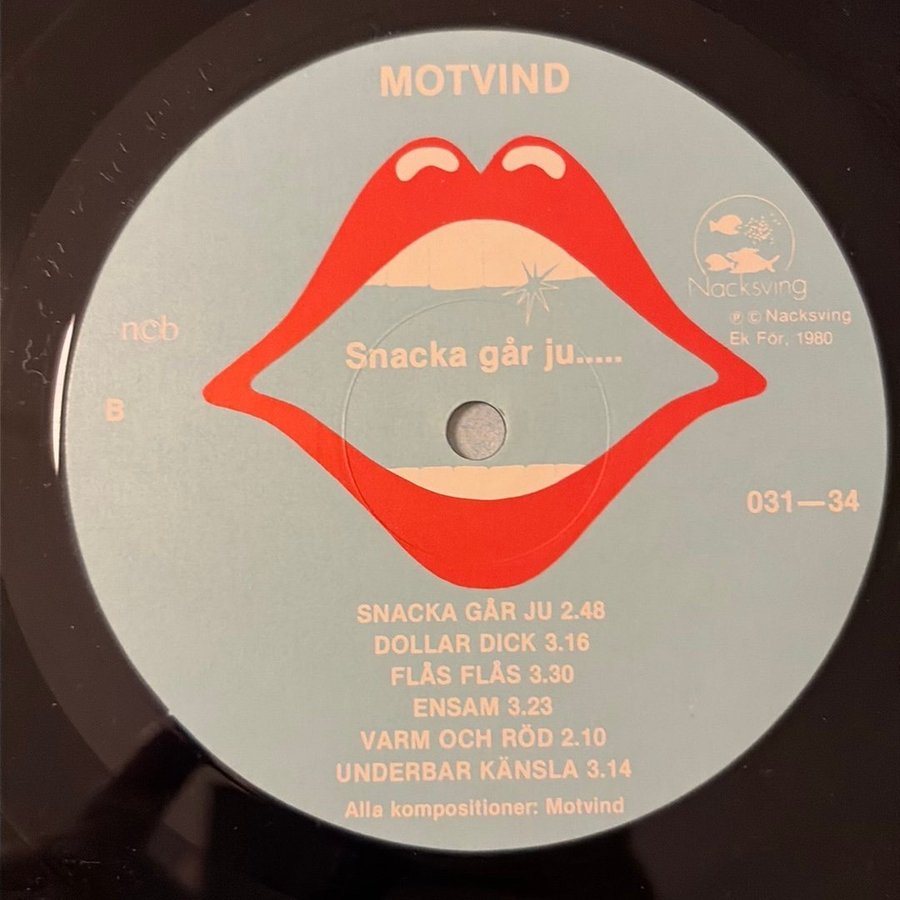 MOTVIND
Nacksving
℗ © Nacksving
Ek För, 1980
ncb
Snacka går ju.....
B
031—34
SNACKA GÅR JU 2.48
DOLLAR DICK 3.16
FLÅS FLÅS 3.30
ENSAM 3.23
VARM OCH RÖD 2.10
UNDERBAR KÄNSLA 3.14
Alla kompositioner: Motvind